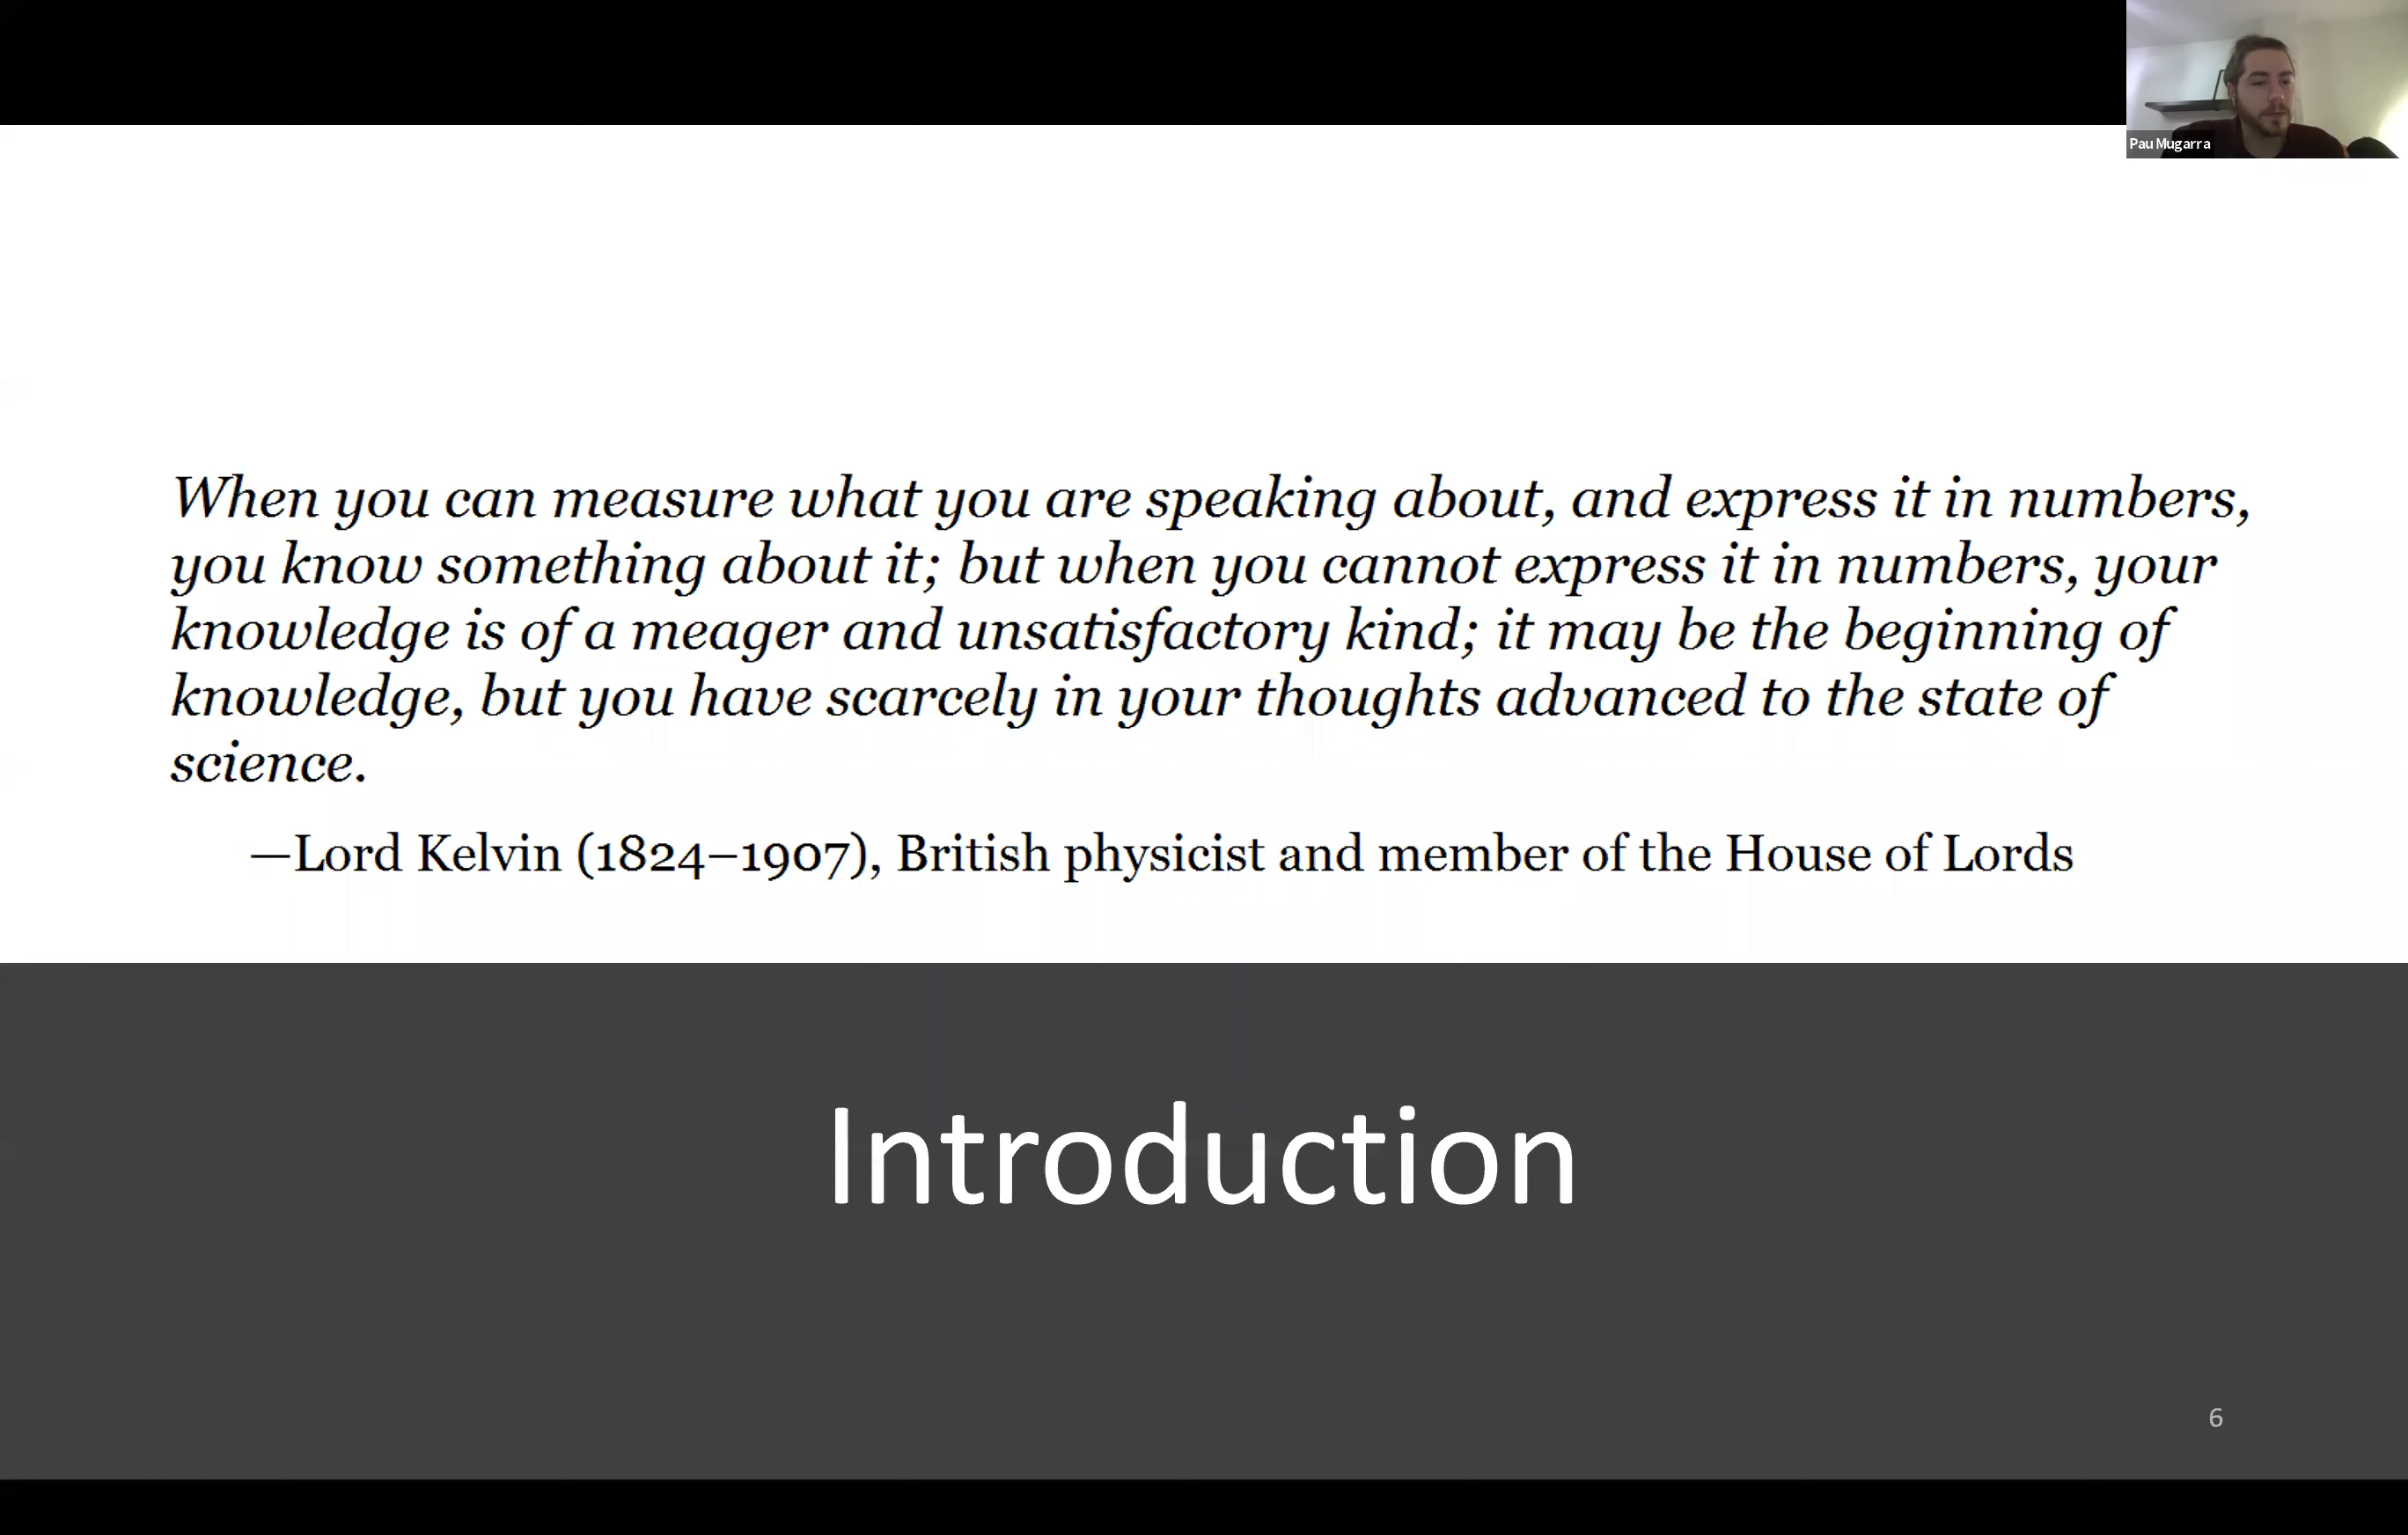 Pau Mugarra
When you can measure what you are speaking about, and express it in numbers,
you know something about it; but when you cannot express it in numbers, your
knowledge is of a meager and unsatisfactory kind; it may be the beginning of
knowledge, but you have scarcely in your thoughts advanced to the state of
science.
—Lord Kelvin (1824–1907), British physicist and member of the House of Lords
Introduction
6